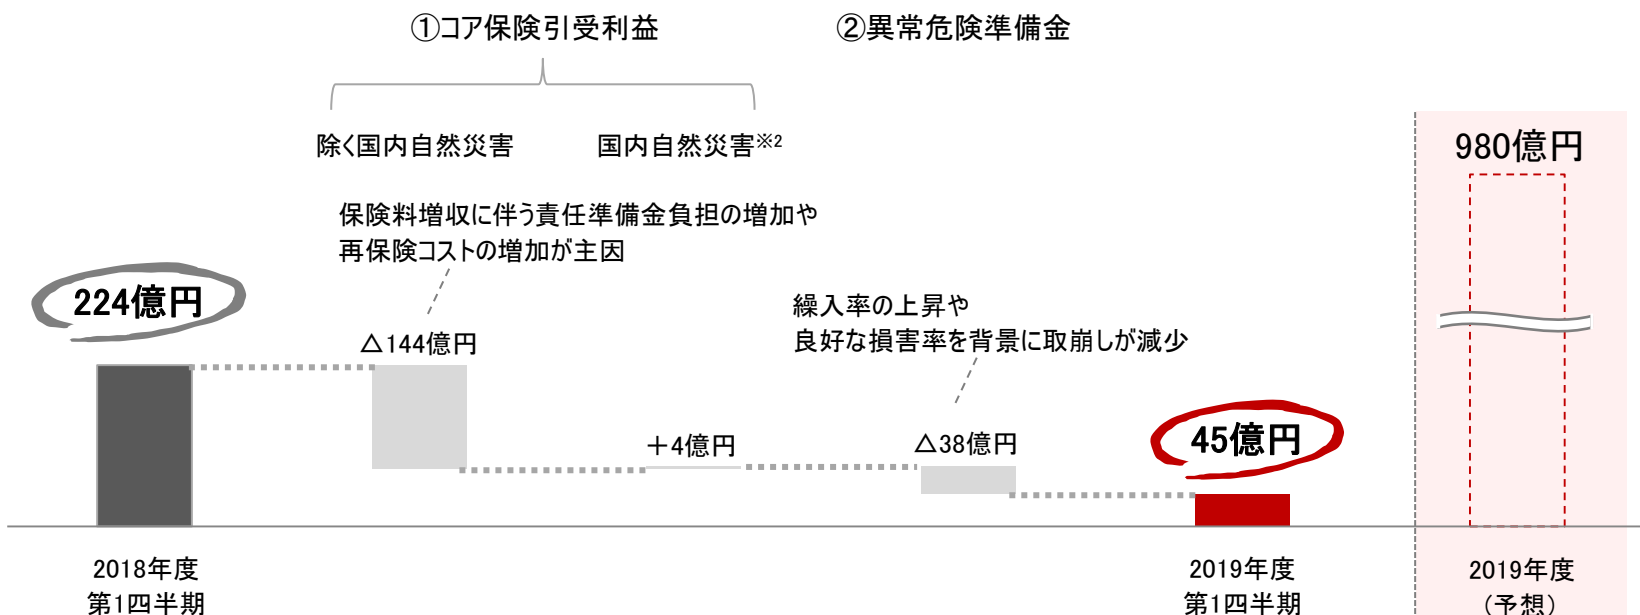 ①コア保険引受利益
②異常危険準備金
除く国内自然災害
国内自然災害※2
保険料増収に伴う責任準備金負担の増加や
再保険コストの増加が主因
224億円
△144億円
+4億円
繰入率の上昇や
良好な損害率を背景に取崩しが減少
△38億円
45億円
980億円
2018年度
第1四半期
2019年度
第1四半期
2019年度
(予想)